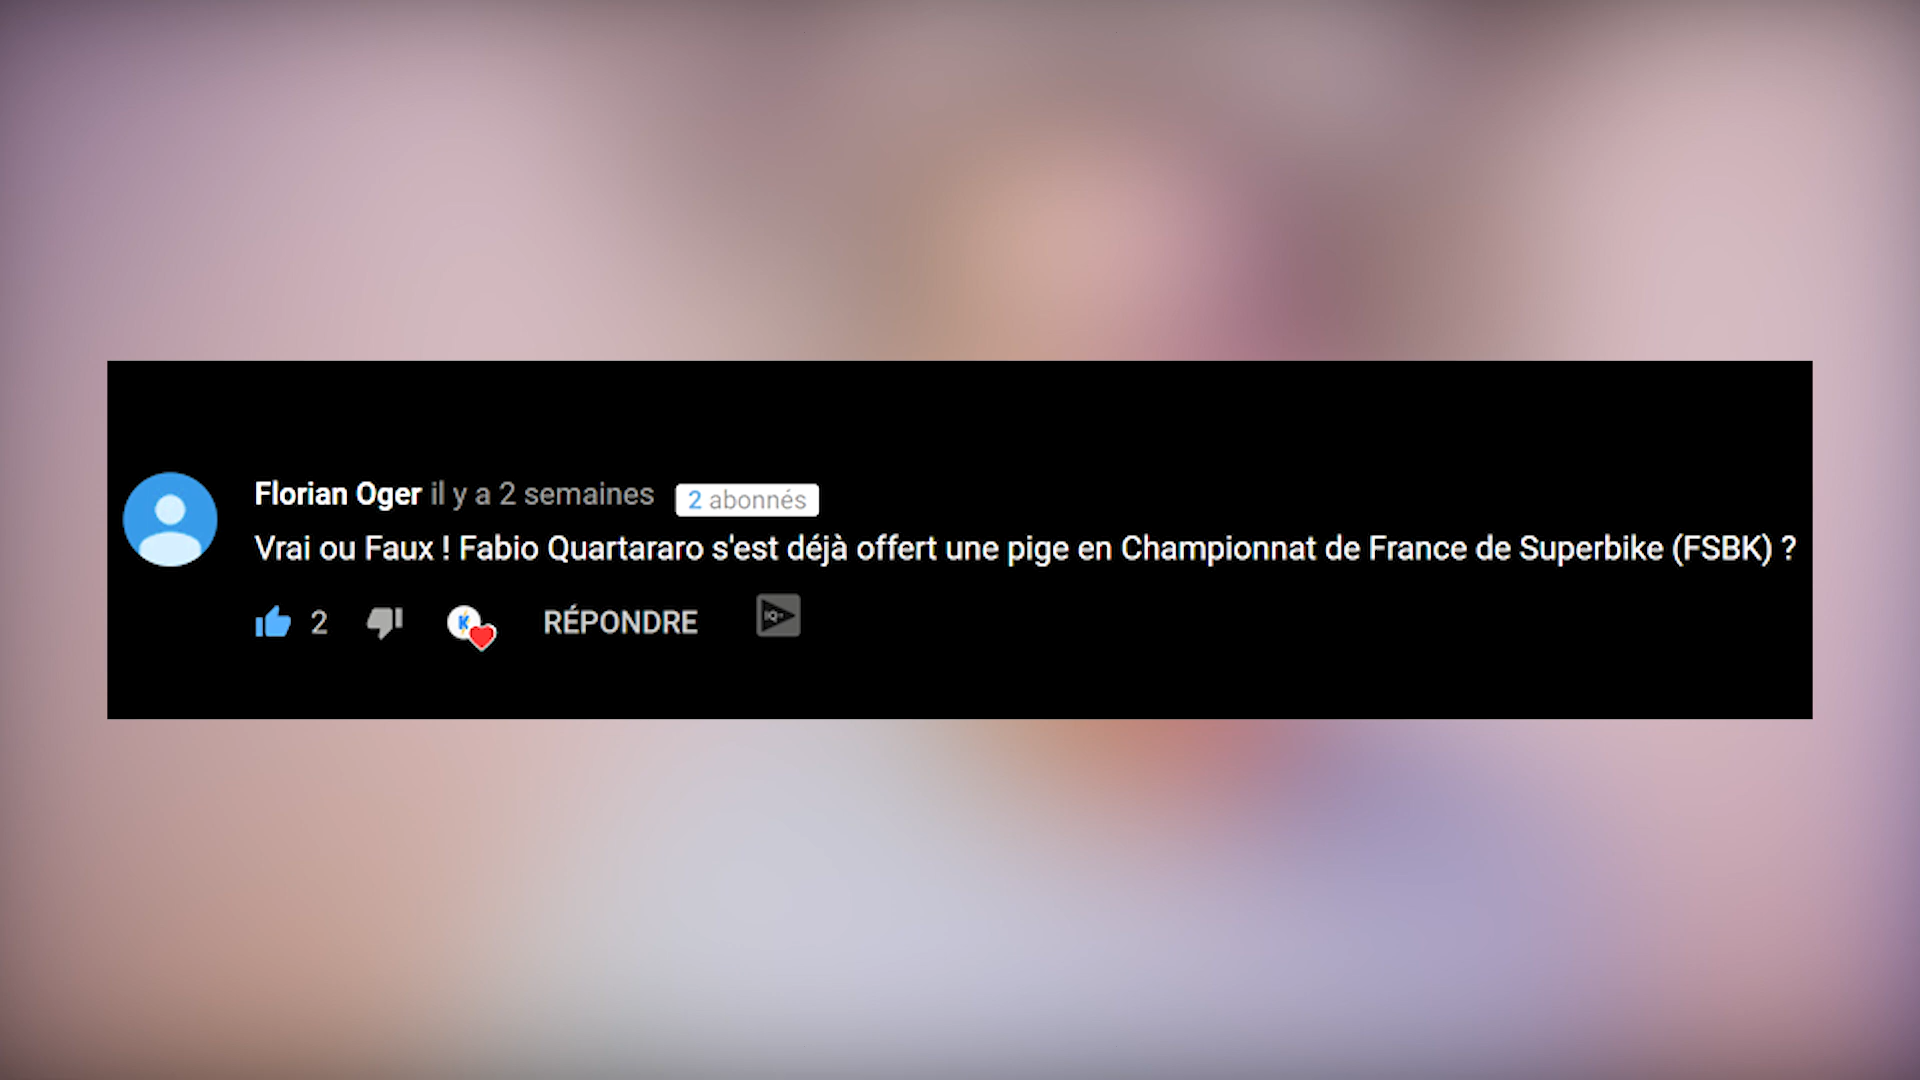 Florian Oger il y a 2 semaines 2 abonnés
Vrai ou Faux ! Fabio Quartararo s'est déjà offert une pige en Championnat de France de Superbike (FSBK) ?
2 K RÉPONDRE IQ